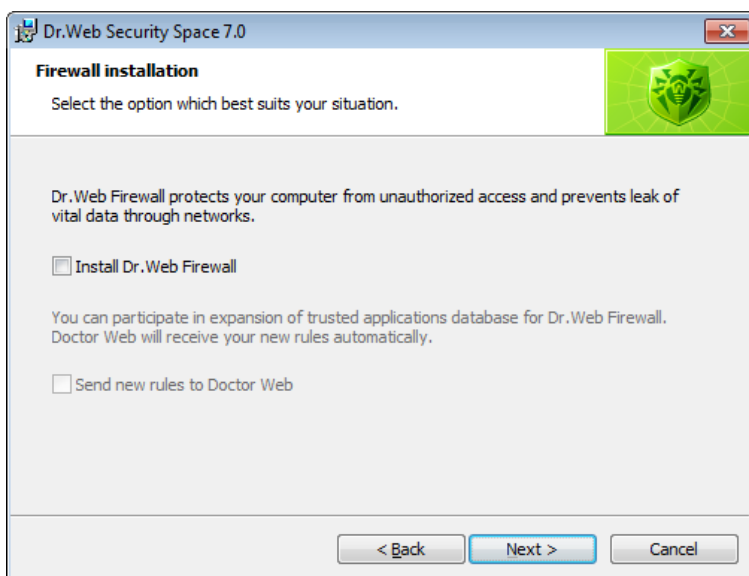 Dr.Web Security Space 7.0
Firewall installation
Select the option which best suits your situation.
Dr.Web Firewall protects your computer from unauthorized access and prevents leak of
vital data through networks.
Install Dr.Web Firewall
You can participate in expansion of trusted applications database for Dr.Web Firewall.
Doctor Web will receive your new rules automatically.
Send new rules to Doctor Web
< Back
Next >
Cancel